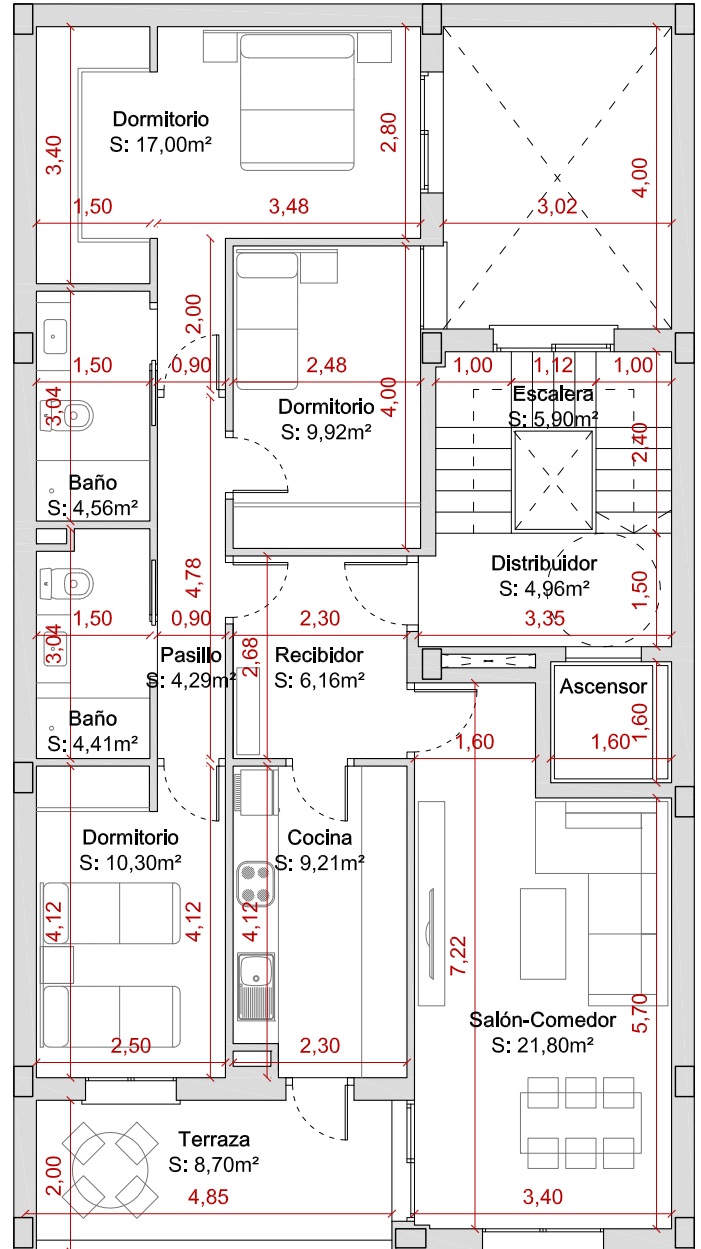 Dormitorio
S: 17,00m²
3,40
2,80
4,00
1,50
3,48
3,02
2,00
1,50
0,90
2,48
1,00
1,12
1,00
3,04
Dormitorio
S: 9,92m²
4,00
Escalera
S: 5,90m²
2,40
Baño
S: 4,56m²
4,78
Distribuidor
S: 4,96m²
1,50
1,50
0,90
2,30
3,35
3,04
Pasillo
S: 4,29m²
2,68
Recibidor
S: 6,16m²
Ascensor
1,60
Baño
S: 4,41m²
1,60
1,60
Dormitorio
S: 10,30m²
Cocina
S: 9,21m²
4,12
4,12
4,12
7,22
5,70
Salón-Comedor
S: 21,80m²
2,50
2,30
Terraza
S: 8,70m²
2,00
4,85
3,40